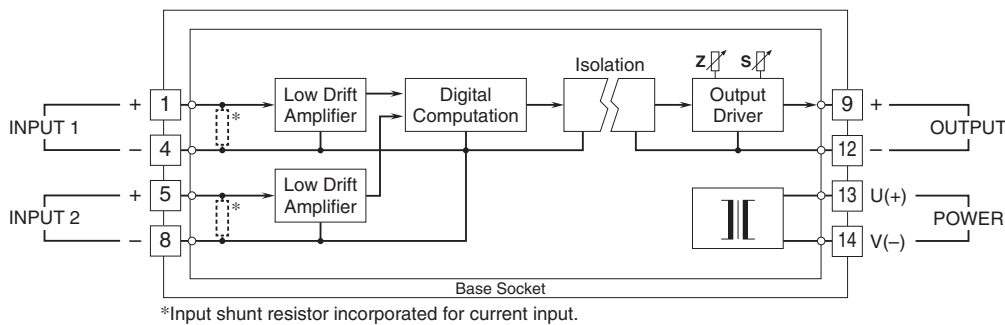 Isolation
Z S
Low Drift
Amplifier
Digital
Computation
Output
Driver
INPUT 1
+ 1
– 4
*
9 +
12 –
OUTPUT
INPUT 2
+ 5
– 8
*
Low Drift
Amplifier
13 U(+)
14 V(–)
POWER
Base Socket
*Input shunt resistor incorporated for current input.